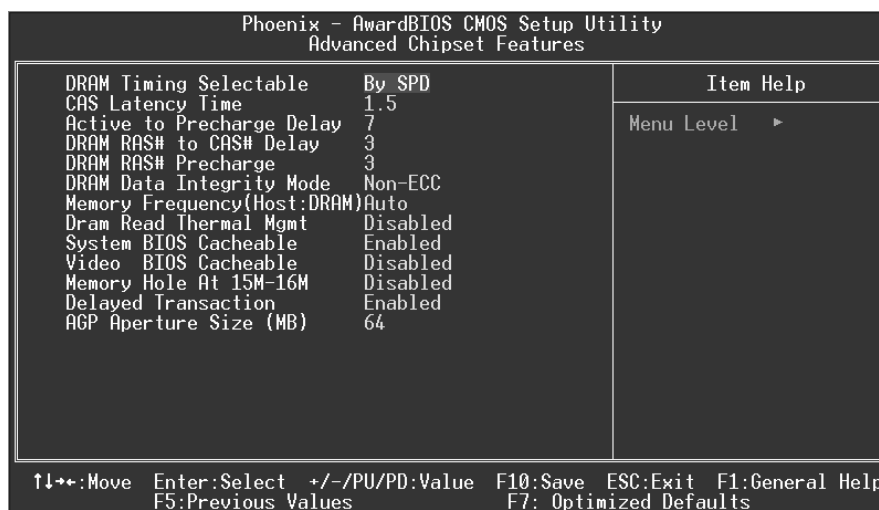 Phoenix - AwardBIOS CMOS Setup Utility
Advanced Chipset Features
DRAM Timing Selectable By SPD
CAS Latency Time 1.5
Active to Precharge Delay 7
DRAM RAS# to CAS# Delay 3
DRAM RAS# Precharge 3
DRAM Data Integrity Mode Non-ECC
Memory Frequency(Host:DRAM)Auto
Dram Read Thermal Mgmt Disabled
System BIOS Cacheable Enabled
Video BIOS Cacheable Disabled
Memory Hole At 15M-16M Disabled
Delayed Transaction Enabled
AGP Aperture Size (MB) 64
Item Help
Menu Level ►
↑↓→←:Move Enter:Select +/-/PU/PD:Value F10:Save ESC:Exit F1:General Help
F5:Previous Values F7: Optimized Defaults